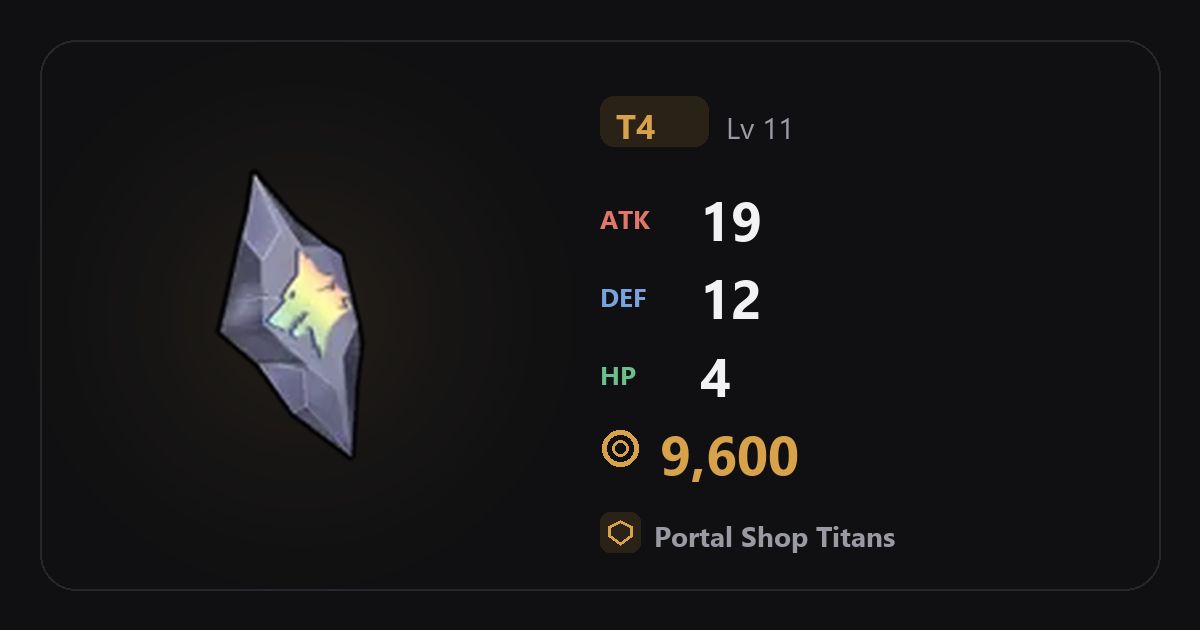 T4 Lv 11
ATK 19
DEF 12
HP 4
9,600
Portal Shop Titans